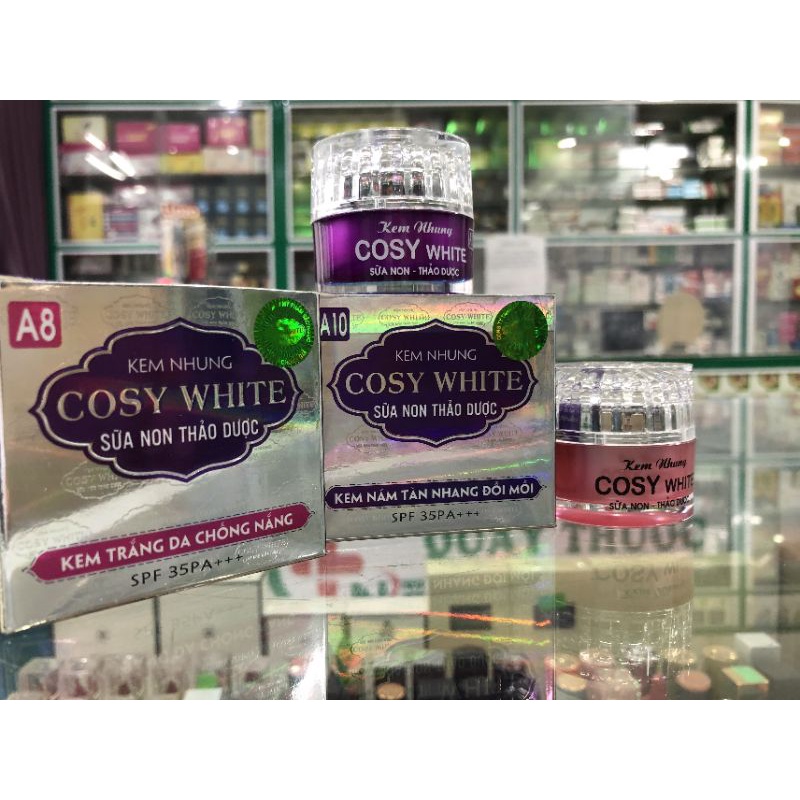 Kem Nhung
COSY WHITE
SỮA NON - THẢO DƯỢC
A8
KEM NHUNG
COSY WHITE
SỮA NON THẢO DƯỢC
KEM TRẮNG DA CHỐNG NẮNG
SPF 35PA+++
A10
KEM NHUNG
COSY WHITE
SỮA NON THẢO DƯỢC
KEM NÁM TÀN NHANG ĐỒI MỒI
SPF 35PA+++
Kem Nhung
COSY WHITE
SỮA NON - THẢO DƯỢC
QUẦY THUỐC